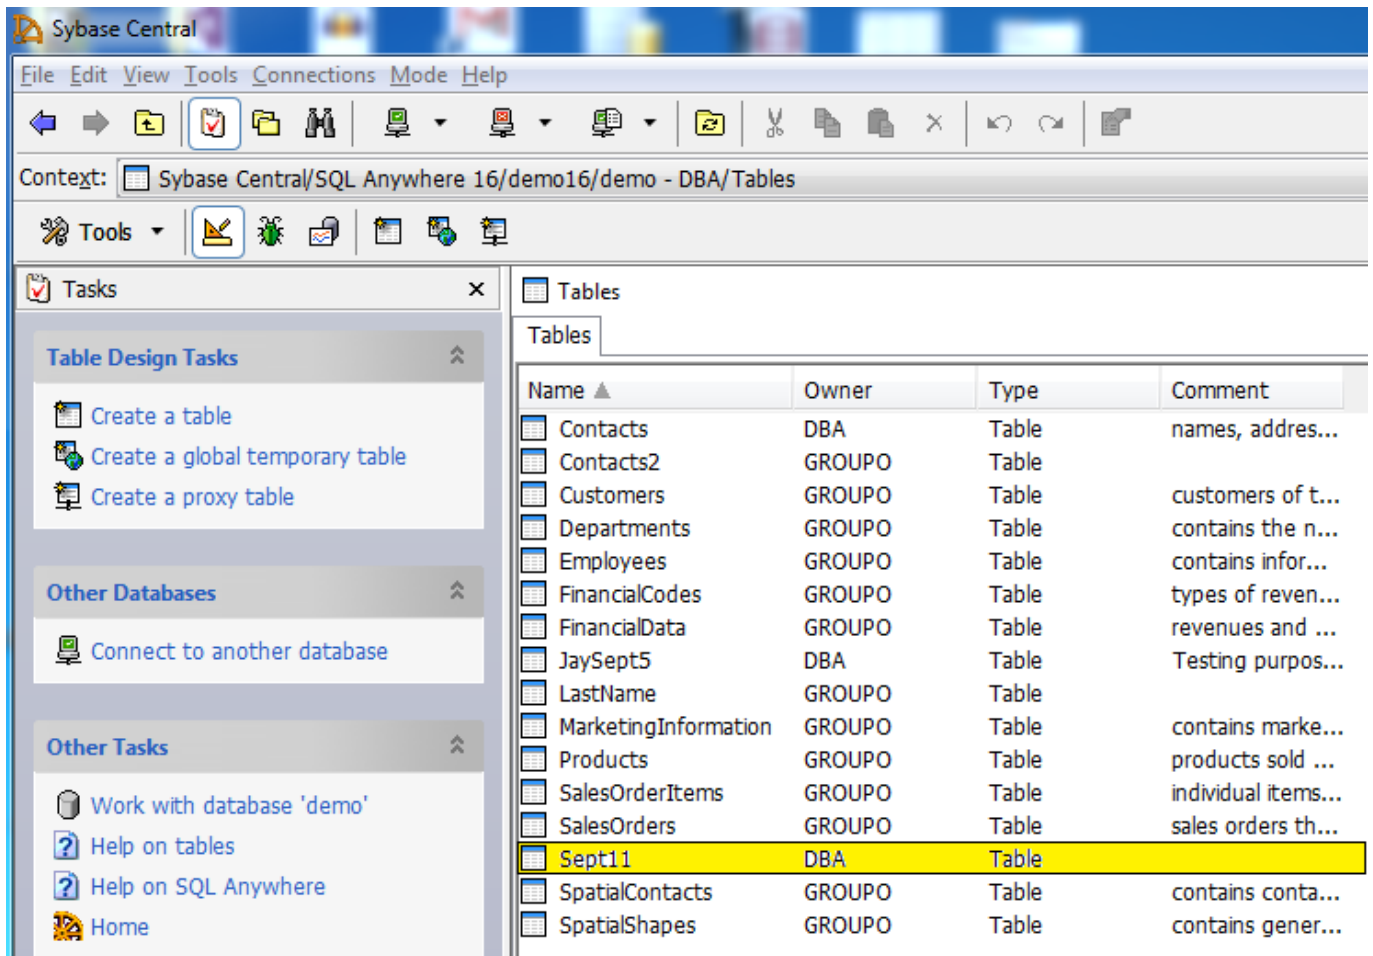 Sybase Central
File Edit View Tools Connections Mode Help
Context: Sybase Central/SQL Anywhere 16/demo16/demo - DBA/Tables
Tools
Tasks
Table Design Tasks
Create a table
Create a global temporary table
Create a proxy table
Other Databases
Connect to another database
Other Tasks
Work with database 'demo'
Help on tables
Help on SQL Anywhere
Home
Tables
Tables
Name Owner Type Comment
Contacts DBA Table names, addres...
Contacts2 GROUPO Table
Customers GROUPO Table customers of t...
Departments GROUPO Table contains the n...
Employees GROUPO Table contains infor...
FinancialCodes GROUPO Table types of reven...
FinancialData GROUPO Table revenues and ...
JaySept5 DBA Table Testing purpos...
LastName GROUPO Table
MarketingInformation GROUPO Table contains marke...
Products GROUPO Table products sold ...
SalesOrderItems GROUPO Table individual items...
SalesOrders GROUPO Table sales orders th...
Sept11 DBA Table
SpatialContacts GROUPO Table contains conta...
SpatialShapes GROUPO Table contains gener...